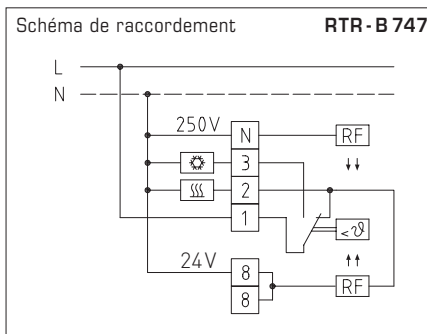 Schéma de raccordement RTR-B 747
L
N
250V N RF
3
2
1
<ϑ
24V 8 RF
8